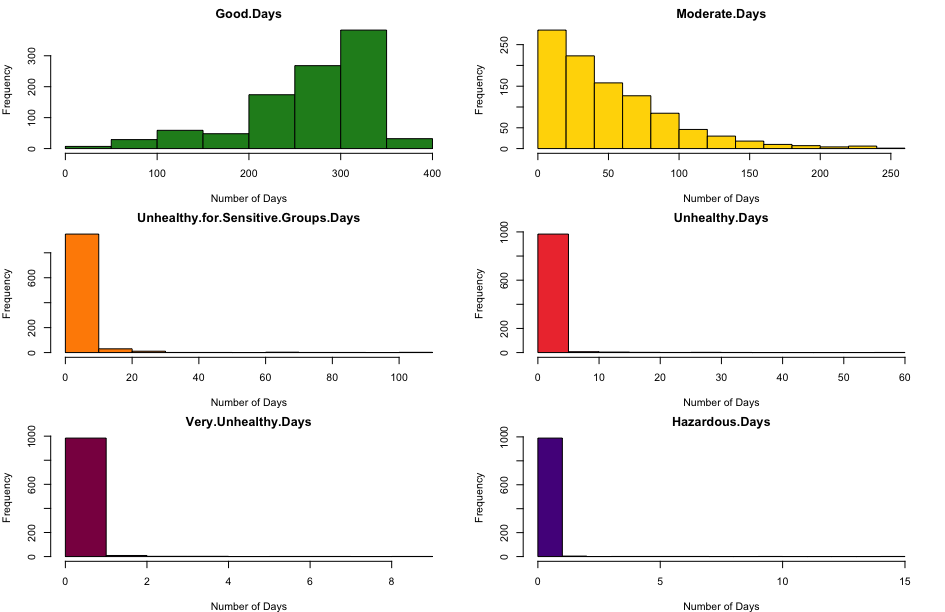 Good.Days
Frequency
0 100 200 300
0 100 200 300 400
Number of Days
Moderate.Days
Frequency
0 50 150 250
0 50 100 150 200 250
Number of Days
Unhealthy.for.Sensitive.Groups.Days
Frequency
0 200 600
0 20 40 60 80 100
Number of Days
Unhealthy.Days
Frequency
0 200 600 1000
0 10 20 30 40 50 60
Number of Days
Very.Unhealthy.Days
Frequency
0 200 600 1000
0 2 4 6 8
Number of Days
Hazardous.Days
Frequency
0 200 600 1000
0 5 10 15
Number of Days